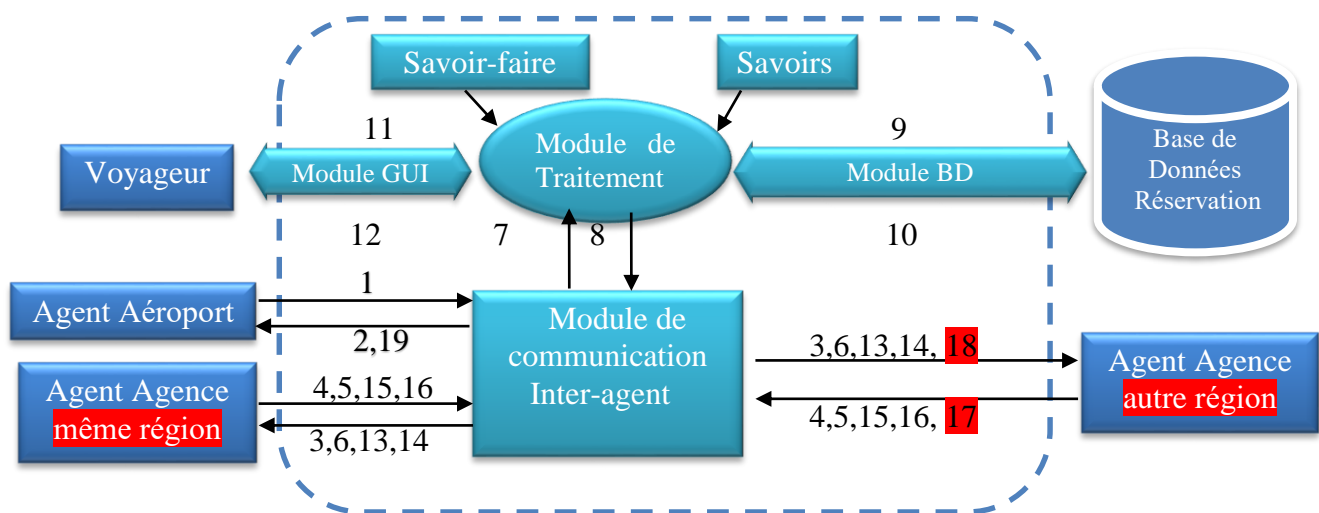 Savoir-faire
Savoirs
11
9
Voyageur
Module GUI
Module de
Traitement
Module BD
Base de
Données
Réservation
12
7
8
10
1
Agent Aéroport
2,19
Module de
communication
Inter-agent
3,6,13,14, 18
Agent Agence
autre région
4,5,15,16, 17
4,5,15,16
Agent Agence
même région
3,6,13,14